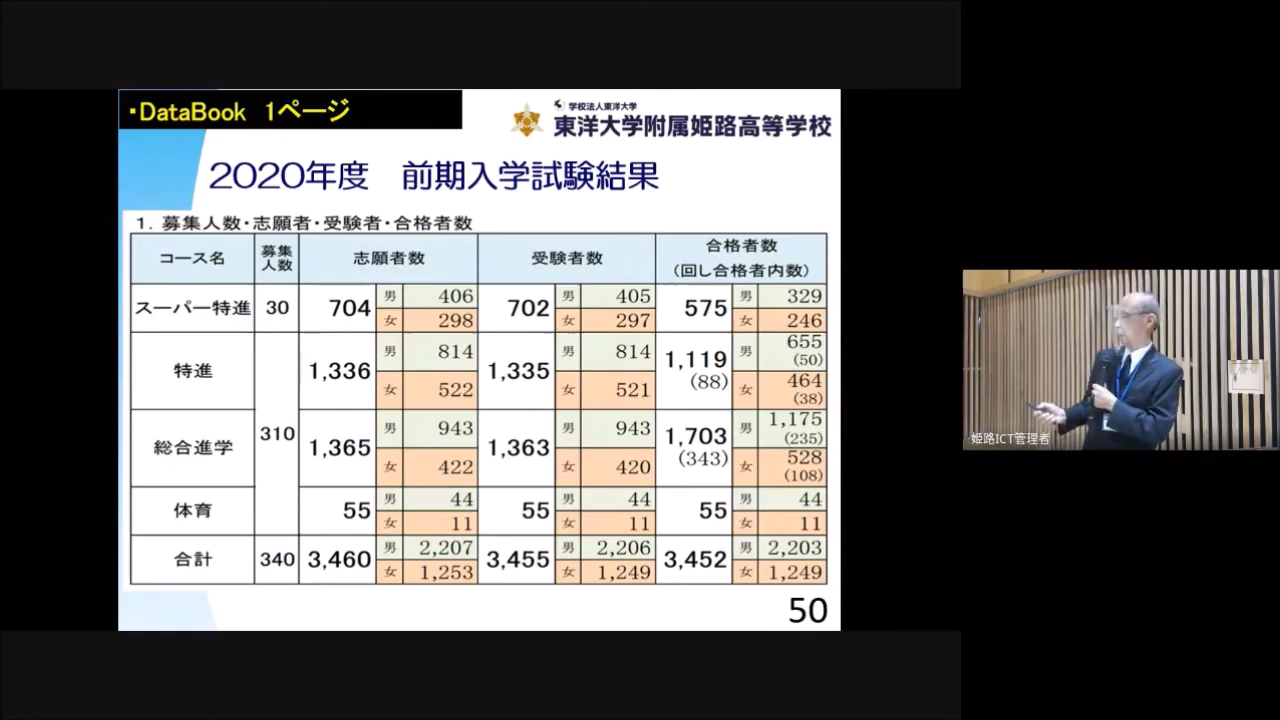 ・DataBook 1ページ
学校法人東洋大学
東洋大学附属姫路高等学校
2020年度 前期入学試験結果
1. 募集人数・志願者・受験者・合格者数
コース名 募集人数 志願者数 受験者数 合格者数(回し合格者内数)
スーパー特進 30 704 男 406 702 男 405 575 男 329
女 298 女 297 女 246
特進 310 1,336 男 814 1,335 男 814 1,119 (88) 男 655 (50)
女 522 女 521 女 464 (38)
総合進学 1,365 男 943 1,363 男 943 1,703 (343) 男 1,175 (235)
女 422 女 420 女 528 (108)
体育 55 男 44 55 男 44 55 男 44
女 11 女 11 女 11
合計 340 3,460 男 2,207 3,455 男 2,206 3,452 男 2,203
女 1,253 女 1,249 女 1,249
50
姫路ICT管理者